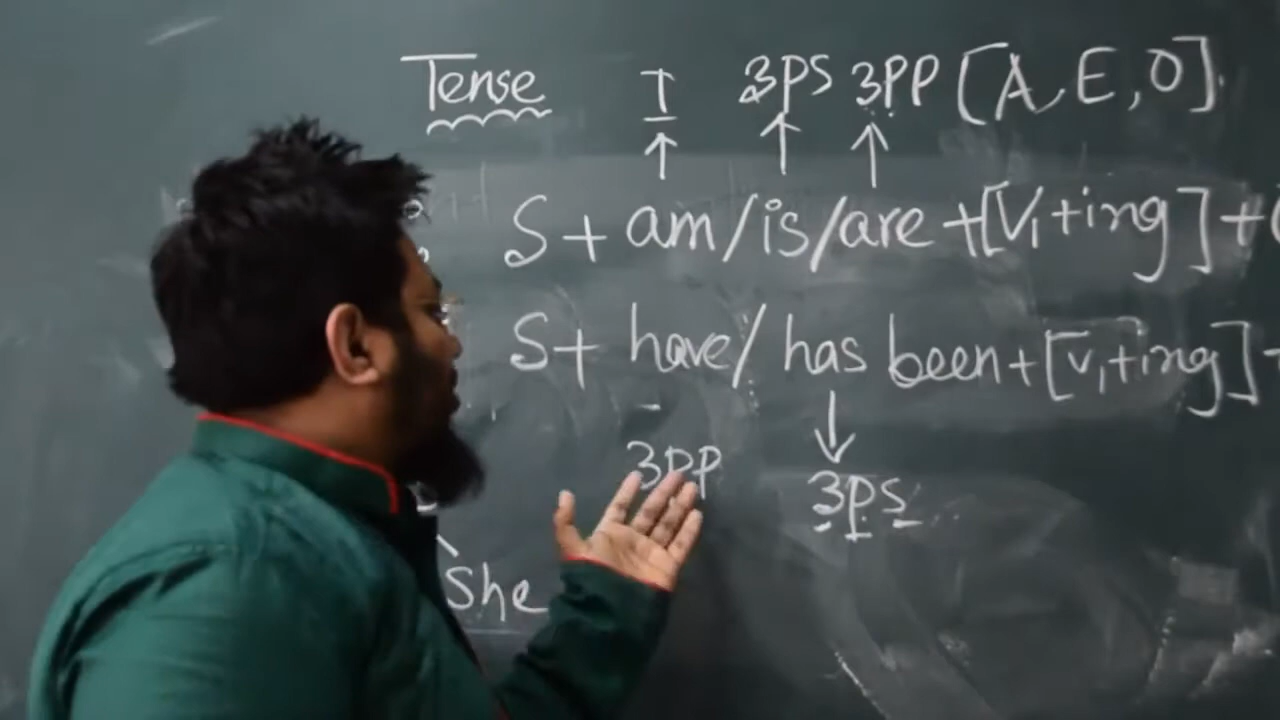 Tense I 3PS 3PP [A, E, O]
S + am/is/are + [V1+ing] +
S + have/ has been + [V1+ing] +
3PP 3PS
She